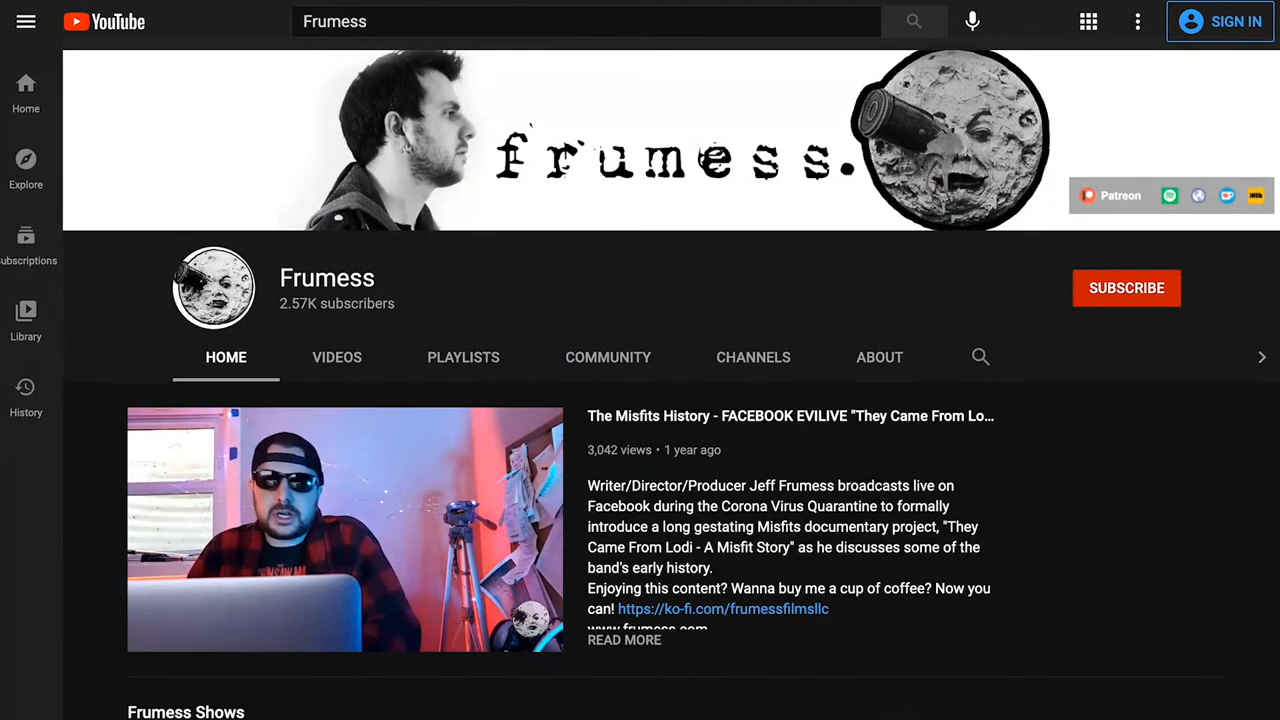 YouTube
Frumess
SIGN IN
Home
Explore
Subscriptions
Library
History
frumess.
Patreon
Frumess
2.57K subscribers
SUBSCRIBE
HOME
VIDEOS
PLAYLISTS
COMMUNITY
CHANNELS
ABOUT
The Misfits History - FACEBOOK EVILIVE "They Came From Lo...
3,042 views • 1 year ago
Writer/Director/Producer Jeff Frumess broadcasts live on
Facebook during the Corona Virus Quarantine to formally
introduce a long gestating Misfits documentary project, "They
Came From Lodi - A Misfit Story" as he discusses some of the
band's early history.
Enjoying this content? Wanna buy me a cup of coffee? Now you
can! https://ko-fi.com/frumessfilmsllc
www.frumess.com
READ MORE
Frumess Shows